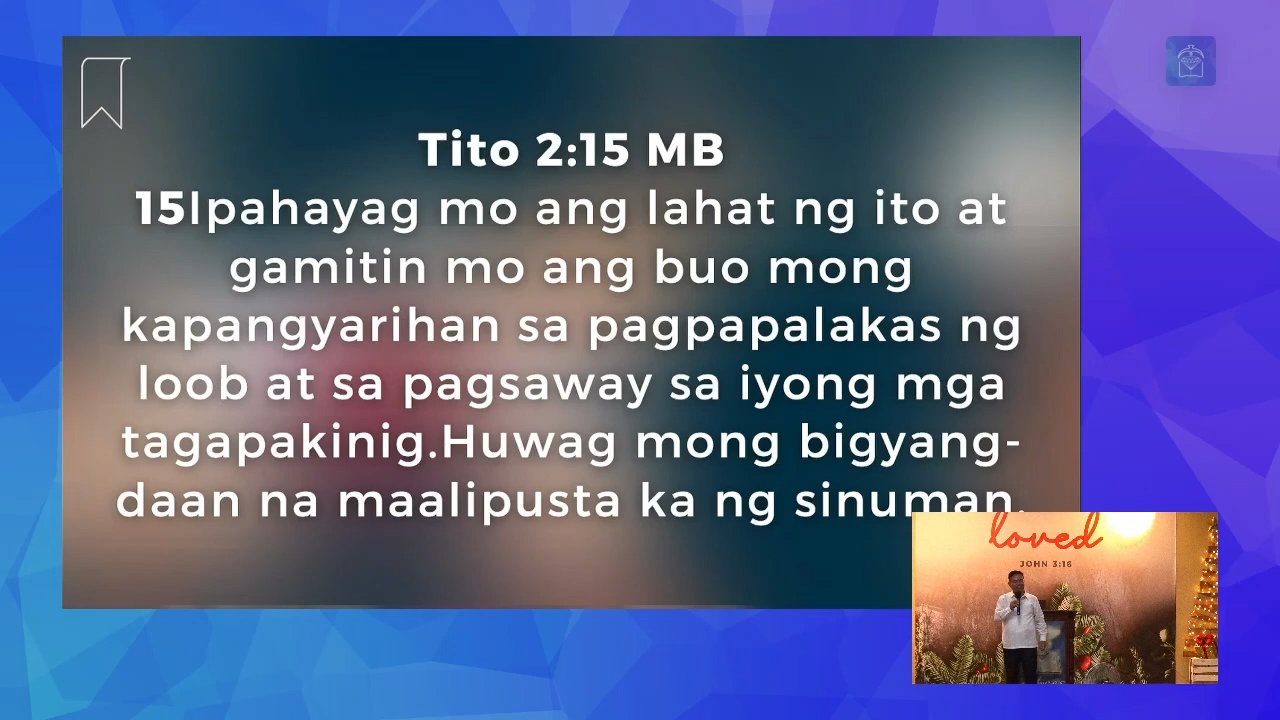 Tito 2:15 MB
15Ipahayag mo ang lahat ng ito at
gamitin mo ang buo mong
kapangyarihan sa pagpapalakas ng
loob at sa pagsaway sa iyong mga
tagapakinig.Huwag mong bigyang-
daan na maalipusta ka ng sinuman.
loved
JOHN 3:16